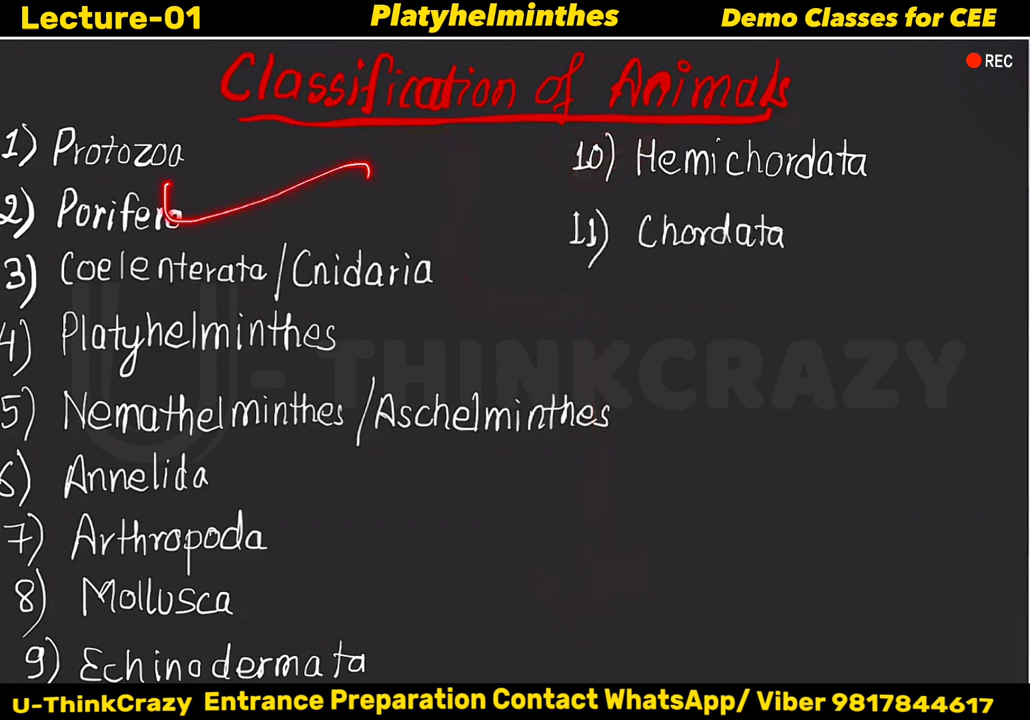 Lecture-01
Platyhelminthes
Demo Classes for CEE
REC
Classification of Animals
1) Protozoa
2) Porifera
3) Coelenterata/Cnidaria
4) Platyhelminthes
5) Nemathelminthes/Aschelminthes
6) Annelida
7) Arthropoda
8) Mollusca
9) Echinodermata
10) Hemichordata
11) Chordata
U-THINKCRAZY
U-ThinkCrazy Entrance Preparation Contact WhatsApp/ Viber 9817844617